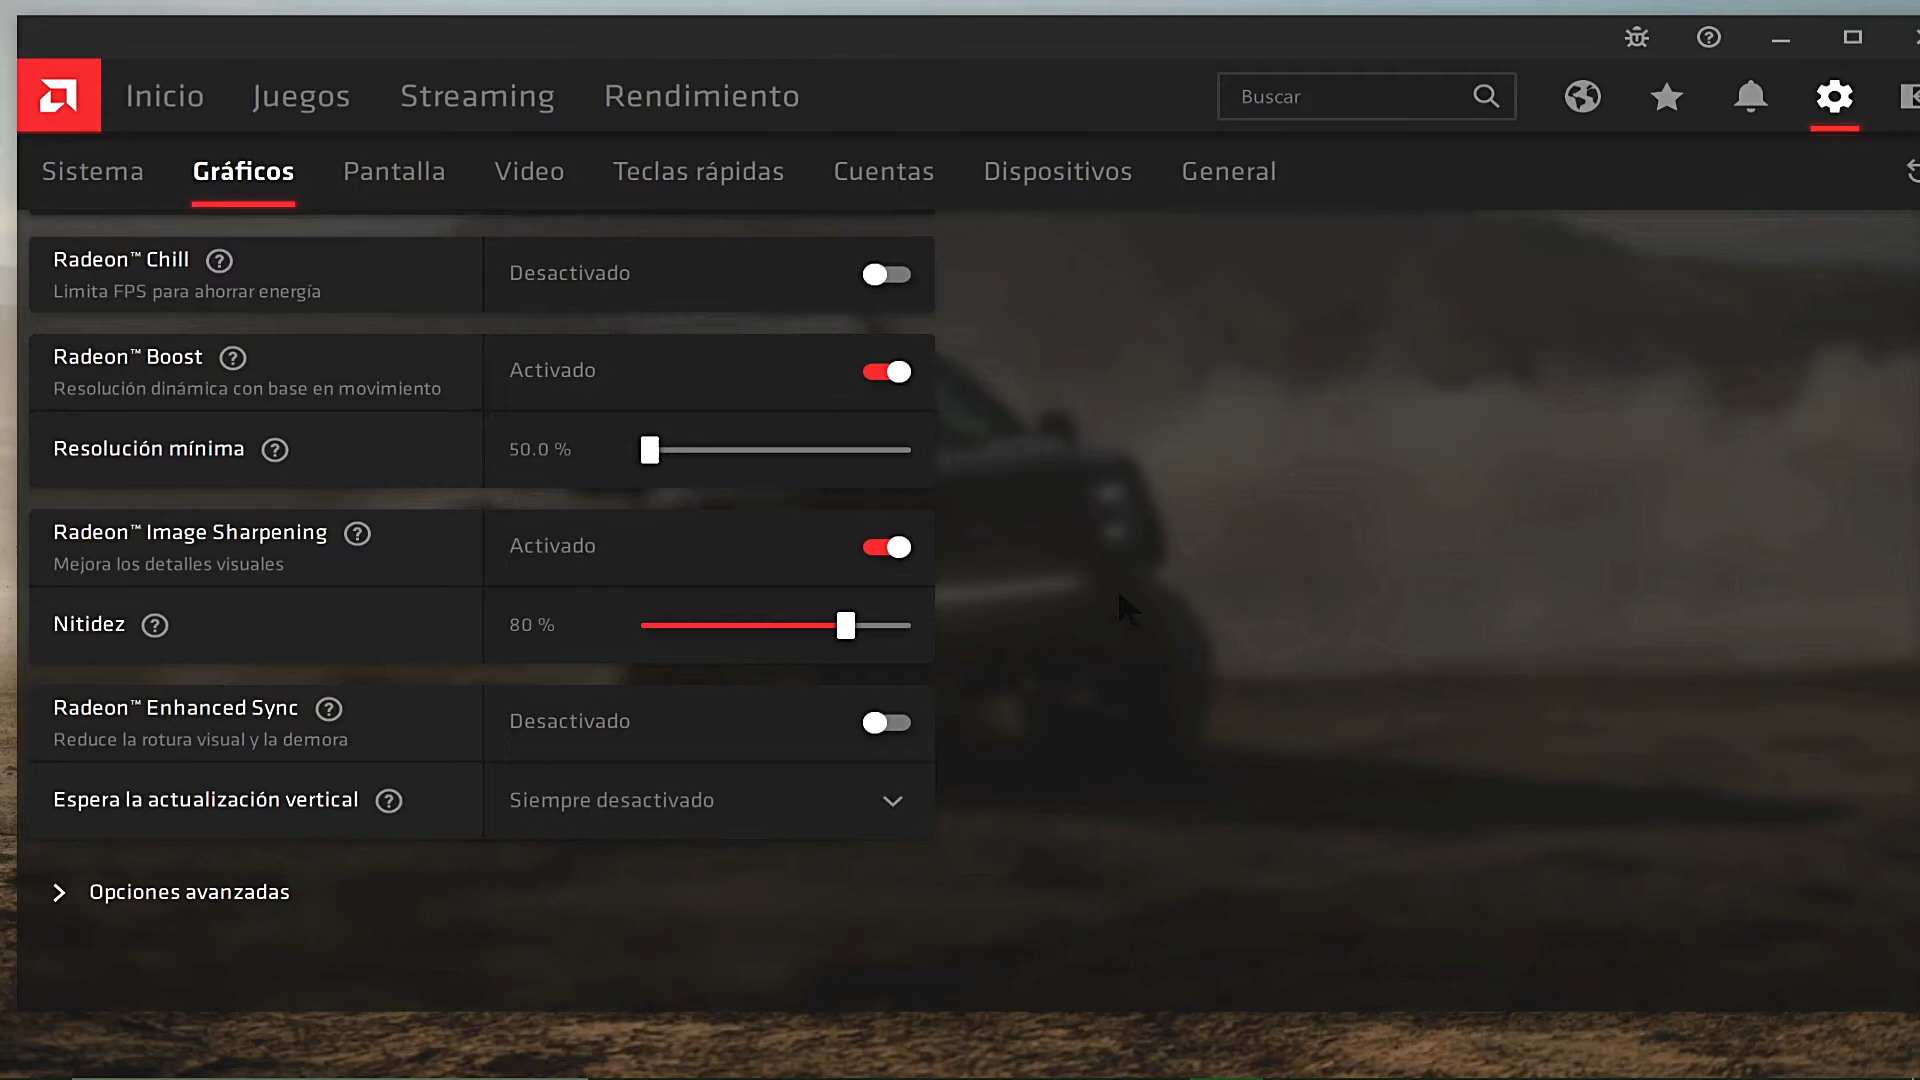 Inicio Juegos Streaming Rendimiento Buscar
Sistema Gráficos Pantalla Video Teclas rápidas Cuentas Dispositivos General
Radeon™ Chill
Limita FPS para ahorrar energía
Desactivado
Radeon™ Boost
Resolución dinámica con base en movimiento
Activado
Resolución mínima
50.0 %
Radeon™ Image Sharpening
Mejora los detalles visuales
Activado
Nitidez
80 %
Radeon™ Enhanced Sync
Reduce la rotura visual y la demora
Desactivado
Espera la actualización vertical
Siempre desactivado
Opciones avanzadas